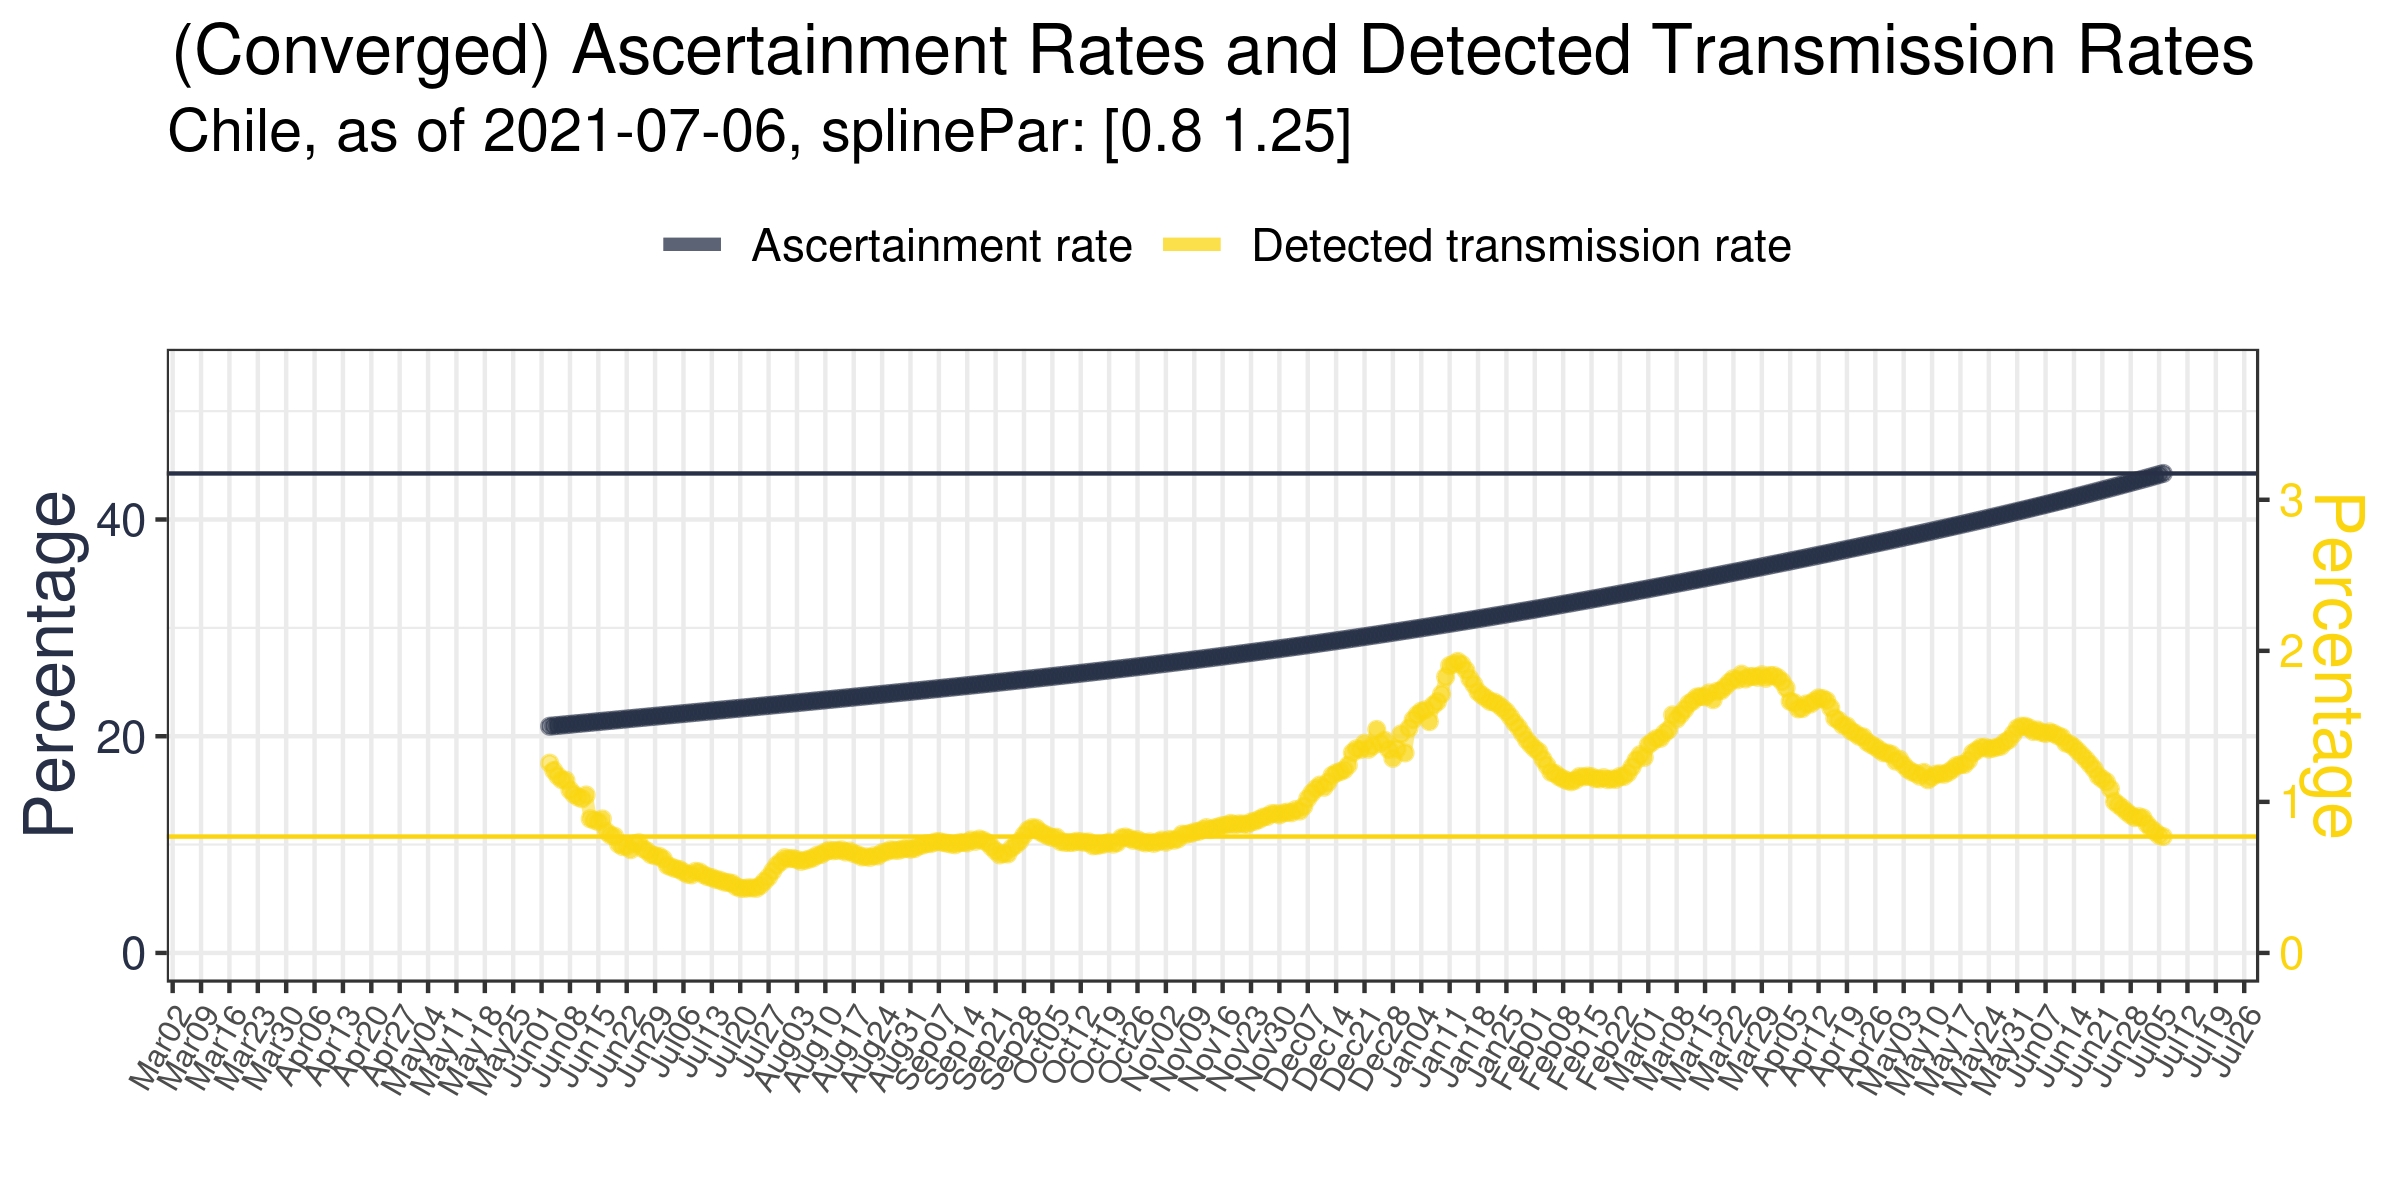 (Converged) Ascertainment Rates and Detected Transmission Rates
Chile, as of 2021-07-06, splinePar: [0.8 1.25]
Ascertainment rate
Detected transmission rate
Percentage
40
20
0
3
2
1
0
Percentage
Mar02
Mar09
Mar16
Mar23
Mar30
Apr06
Apr13
Apr20
Apr27
May04
May11
May18
May25
Jun01
Jun08
Jun15
Jun22
Jun29
Jul06
Jul13
Jul20
Jul27
Aug03
Aug10
Aug17
Aug24
Aug31
Sep07
Sep14
Sep21
Sep28
Oct05
Oct12
Oct19
Oct26
Nov02
Nov09
Nov16
Nov23
Nov30
Dec07
Dec14
Dec21
Dec28
Jan04
Jan11
Jan18
Jan25
Feb01
Feb08
Feb15
Feb22
Mar01
Mar08
Mar15
Mar22
Mar29
Apr05
Apr12
Apr19
Apr26
May03
May10
May17
May24
May31
Jun07
Jun14
Jun21
Jun28
Jul05
Jul12
Jul19
Jul26